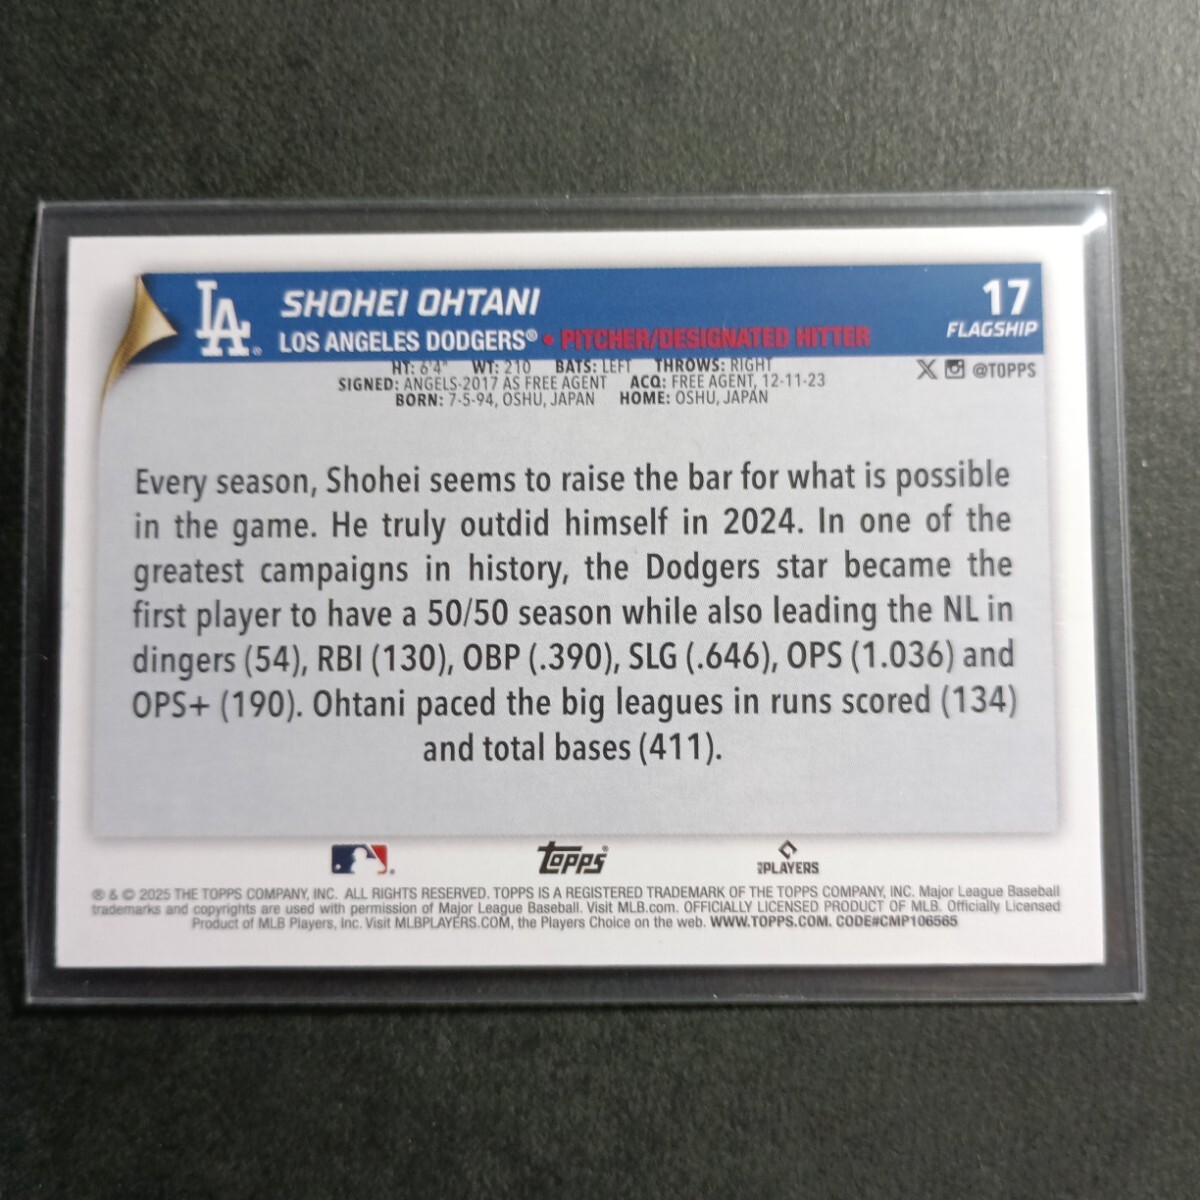 LA
SHOHEI OHTANI
17
LOS ANGELES DODGERS® • PITCHER/DESIGNATED HITTER
FLAGSHIP
HT: 6'4" WT: 210 BATS: LEFT THROWS: RIGHT
@TOPPS
SIGNED: ANGELS-2017 AS FREE AGENT ACQ: FREE AGENT, 12-11-23
BORN: 7-5-94, OSHU, JAPAN HOME: OSHU, JAPAN
Every season, Shohei seems to raise the bar for what is possible
in the game. He truly outdid himself in 2024. In one of the
greatest campaigns in history, the Dodgers star became the
first player to have a 50/50 season while also leading the NL in
dingers (54), RBI (130), OBP (.390), SLG (.646), OPS (1.036) and
OPS+ (190). Ohtani paced the big leagues in runs scored (134)
and total bases (411).
Topps®
MLB PLAYERS
® & © 2025 THE TOPPS COMPANY, INC. ALL RIGHTS RESERVED. TOPPS IS A REGISTERED TRADEMARK OF THE TOPPS COMPANY, INC. Major League Baseball
trademarks and copyrights are used with permission of Major League Baseball. Visit MLB.com. OFFICIALLY LICENSED PRODUCT OF MLB. Officially Licensed
Product of MLB Players, Inc. Visit MLBPLAYERS.COM, the Players Choice on the web. WWW.TOPPS.COM. CODE#CMP106565